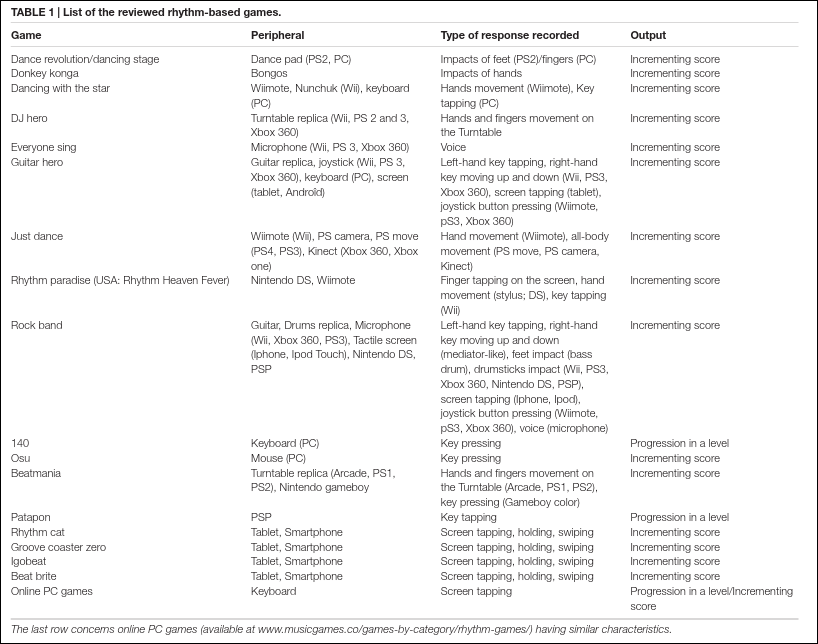 TABLE 1 | List of the reviewed rhythm-based games.
Game Peripheral Type of response recorded Output
Dance revolution/dancing stage Dance pad (PS2, PC) Impacts of feet (PS2)/fingers (PC) Incrementing score
Donkey konga Bongos Impacts of hands Incrementing score
Dancing with the star Wiimote, Nunchuk (Wii), keyboard Hands movement (Wiimote), Key Incrementing score
(PC) tapping (PC)
DJ hero Turntable replica (Wii, PS 2 and 3, Hands and fingers movement on Incrementing score
Xbox 360) the Turntable
Everyone sing Microphone (Wii, PS 3, Xbox 360) Voice Incrementing score
Guitar hero Guitar replica, joystick (Wii, PS 3, Left-hand key tapping, right-hand Incrementing score
Xbox 360), keyboard (PC), screen key moving up and down (Wii, PS3,
(tablet, Androïd) Xbox 360), screen tapping (tablet),
joystick button pressing (Wiimote,
pS3, Xbox 360)
Just dance Wiimote (Wii), PS camera, PS move Hand movement (Wiimote), all-body Incrementing score
(PS4, PS3), Kinect (Xbox 360, Xbox movement (PS move, PS camera,
one) Kinect)
Rhythm paradise (USA: Rhythm Heaven Fever) Nintendo DS, Wiimote Finger tapping on the screen, hand Incrementing score
movement (stylus; DS), key tapping
(Wii)
Rock band Guitar, Drums replica, Microphone Left-hand key tapping, right-hand Incrementing score
(Wii, Xbox 360, PS3), Tactile screen key moving up and down
(Iphone, Ipod Touch), Nintendo DS, (mediator-like), feet impact (bass
PSP drum), drumsticks impact (Wii, PS3,
Xbox 360, Nintendo DS, PSP),
screen tapping (Iphone, Ipod),
joystick button pressing (Wiimote,
pS3, Xbox 360), voice (microphone)
140 Keyboard (PC) Key pressing Progression in a level
Osu Mouse (PC) Key pressing Incrementing score
Beatmania Turntable replica (Arcade, PS1, Hands and fingers movement on Incrementing score
PS2), Nintendo gameboy the Turntable (Arcade, PS1, PS2),
key pressing (Gameboy color)
Patapon PSP Key tapping Progression in a level
Rhythm cat Tablet, Smartphone Screen tapping, holding, swiping Incrementing score
Groove coaster zero Tablet, Smartphone Screen tapping, holding, swiping Incrementing score
Igobeat Tablet, Smartphone Screen tapping, holding, swiping Incrementing score
Beat brite Tablet, Smartphone Screen tapping, holding, swiping Incrementing score
Online PC games Keyboard Screen tapping Progression in a level/Incrementing
score
The last row concerns online PC games (available at www.musicgames.co/games-by-category/rhythm-games/) having similar characteristics.